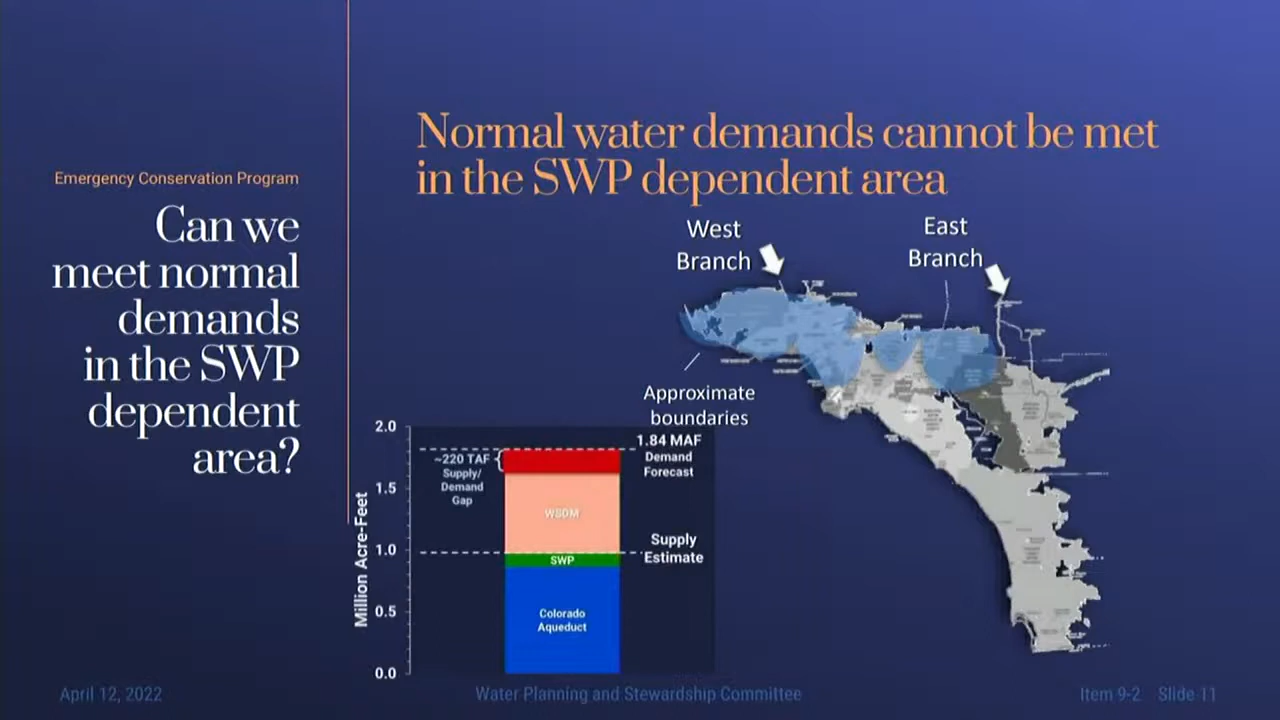 Emergency Conservation Program
Can we
meet normal
demands
in the SWP
dependent
area?
Normal water demands cannot be met
in the SWP dependent area
West
Branch
East
Branch
Approximate
boundaries
Million Acre-Feet
2.0
1.5
1.0
0.5
0.0
~220 TAF
Supply/
Demand
Gap
1.84 MAF
Demand
Forecast
WSDM
Supply
Estimate
SWP
Colorado
Aqueduct
April 12, 2022
Water Planning and Stewardship Committee
Item 9-2 Slide 11